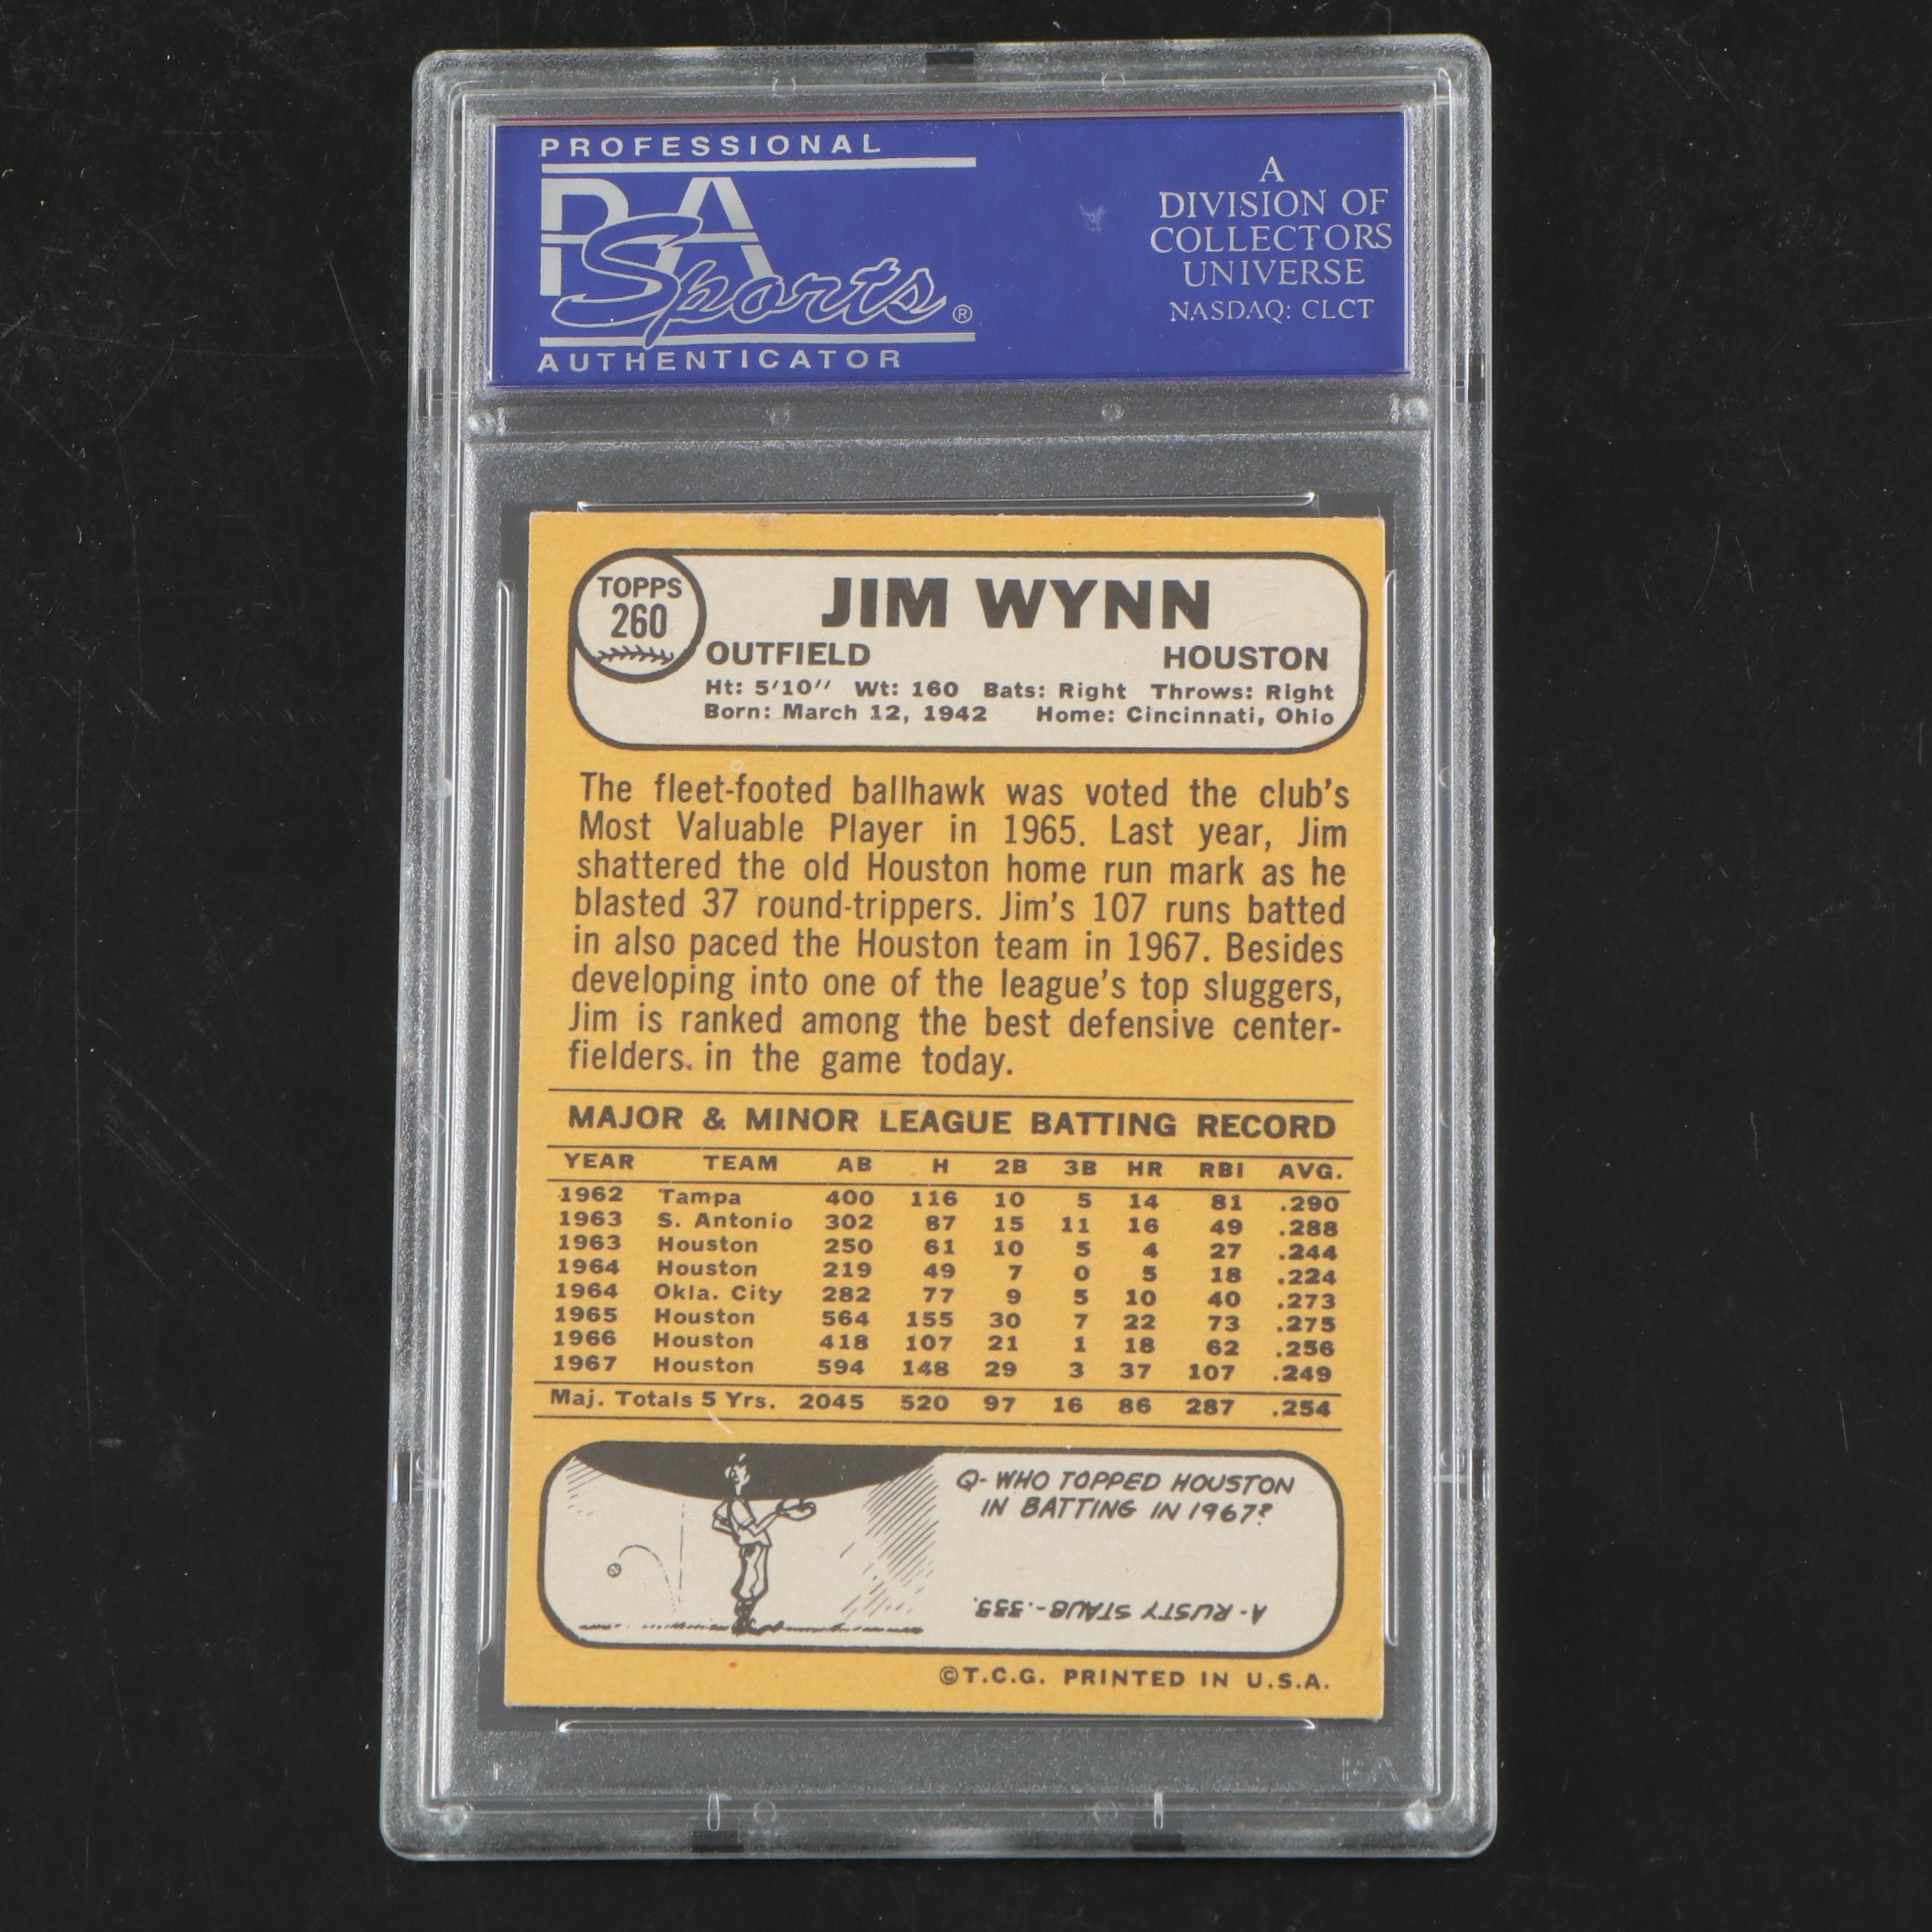 PROFESSIONAL
PSA
Sports®
AUTHENTICATOR
A
DIVISION OF
COLLECTORS
UNIVERSE
NASDAQ: CLCT
TOPPS
260
JIM WYNN
OUTFIELD HOUSTON
Ht: 5'10" Wt: 160 Bats: Right Throws: Right
Born: March 12, 1942 Home: Cincinnati, Ohio
The fleet-footed ballhawk was voted the club's
Most Valuable Player in 1965. Last year, Jim
shattered the old Houston home run mark as he
blasted 37 round-trippers. Jim's 107 runs batted
in also paced the Houston team in 1967. Besides
developing into one of the league's top sluggers,
Jim is ranked among the best defensive center-
fielders in the game today.
MAJOR & MINOR LEAGUE BATTING RECORD
YEAR TEAM AB H 2B 3B HR RBI AVG.
1962 Tampa 400 116 10 5 14 81 .290
1963 S. Antonio 302 87 15 11 16 49 .288
1963 Houston 250 61 10 5 4 27 .244
1964 Houston 219 49 7 0 5 18 .224
1964 Okla. City 282 77 9 5 10 40 .273
1965 Houston 564 155 30 7 22 73 .275
1966 Houston 418 107 21 1 18 62 .256
1967 Houston 594 148 29 3 37 107 .249
Maj. Totals 5 Yrs. 2045 520 97 16 86 287 .254
Q- WHO TOPPED HOUSTON
IN BATTING IN 1967?
A- RUSTY STAUB-.333.
©T.C.G. PRINTED IN U.S.A.